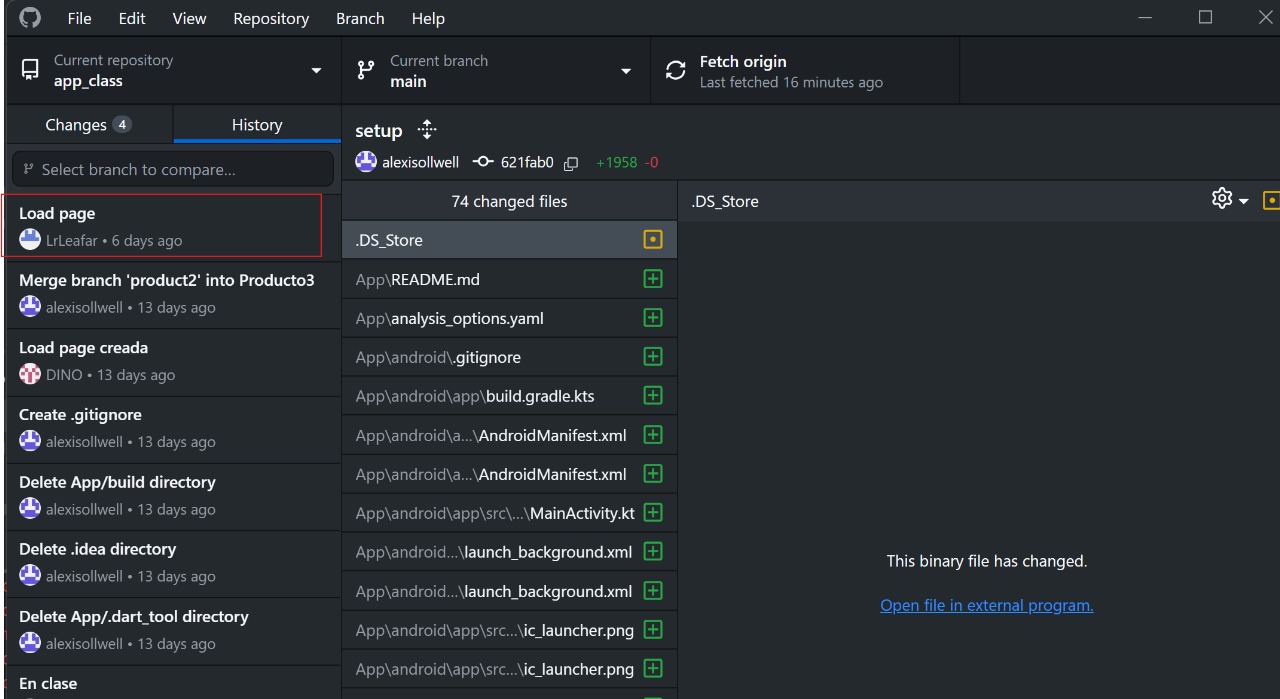 File Edit View Repository Branch Help
Current repository
app_class
Current branch
main
Fetch origin
Last fetched 16 minutes ago
Changes 4
History
Select branch to compare...
Load page
LrLeafar • 6 days ago
Merge branch 'product2' into Producto3
alexisollwell • 13 days ago
Load page creada
DINO • 13 days ago
Create .gitignore
alexisollwell • 13 days ago
Delete App/build directory
alexisollwell • 13 days ago
Delete .idea directory
alexisollwell • 13 days ago
Delete App/.dart_tool directory
alexisollwell • 13 days ago
En clase
setup
alexisollwell 621fab0 +1958 -0
74 changed files
.DS_Store
App\README.md
App\analysis_options.yaml
App\android\.gitignore
App\android\app\build.gradle.kts
App\android\a...\AndroidManifest.xml
App\android\a...\AndroidManifest.xml
App\android\app\src\...\MainActivity.kt
App\android...\launch_background.xml
App\android...\launch_background.xml
App\android\app\src...\ic_launcher.png
App\android\app\src...\ic_launcher.png
.DS_Store
This binary file has changed.
Open file in external program.